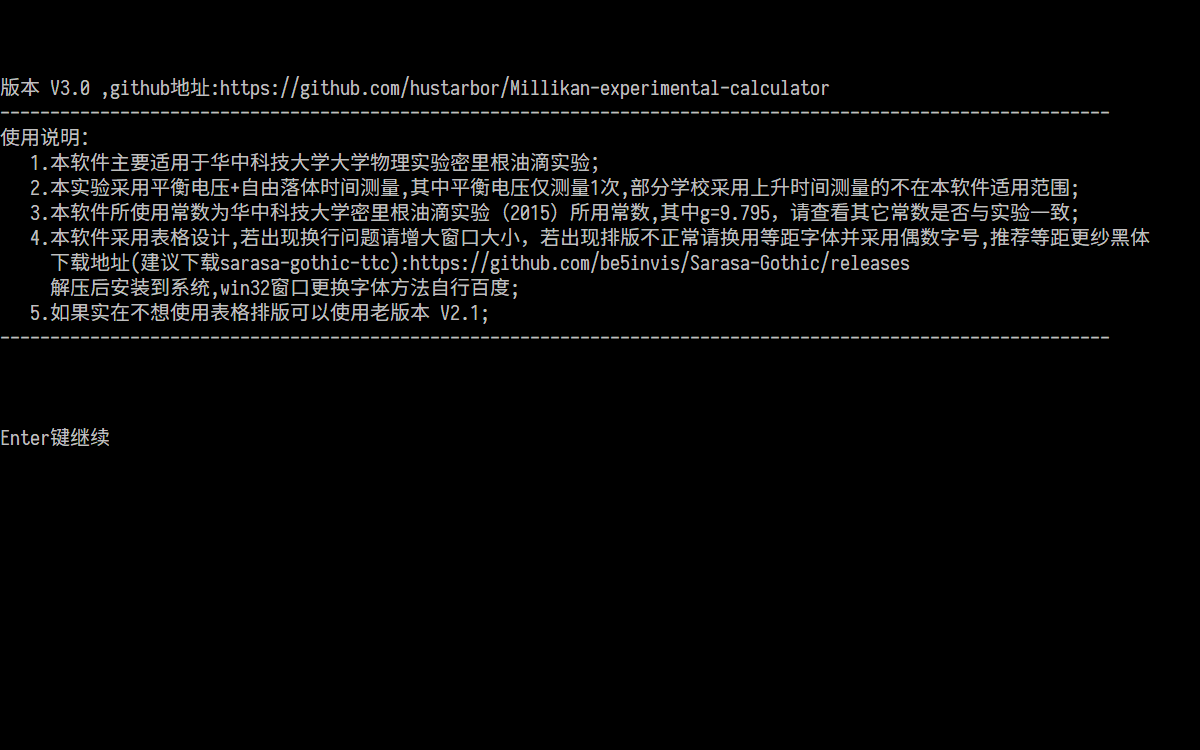 版本 V3.0 ,github地址:https://github.com/hustarbor/Millikan-experimental-calculator
---------------------------------------------------------------------------------------------------------------
使用说明:
1.本软件主要适用于华中科技大学大学物理实验密里根油滴实验;
2.本实验采用平衡电压+自由落体时间测量,其中平衡电压仅测量1次,部分学校采用上升时间测量的不在本软件适用范围;
3.本软件所使用常数为华中科技大学密里根油滴实验（2015）所用常数,其中g=9.795，请查看其它常数是否与实验一致;
4.本软件采用表格设计,若出现换行问题请增大窗口大小，若出现排版不正常请换用等距字体并采用偶数字号,推荐等距更纱黑体
下载地址(建议下载sarasa-gothic-ttc):https://github.com/be5invis/Sarasa-Gothic/releases
解压后安装到系统,win32窗口更换字体方法自行百度;
5.如果实在不想使用表格排版可以使用老版本 V2.1;
---------------------------------------------------------------------------------------------------------------
Enter键继续